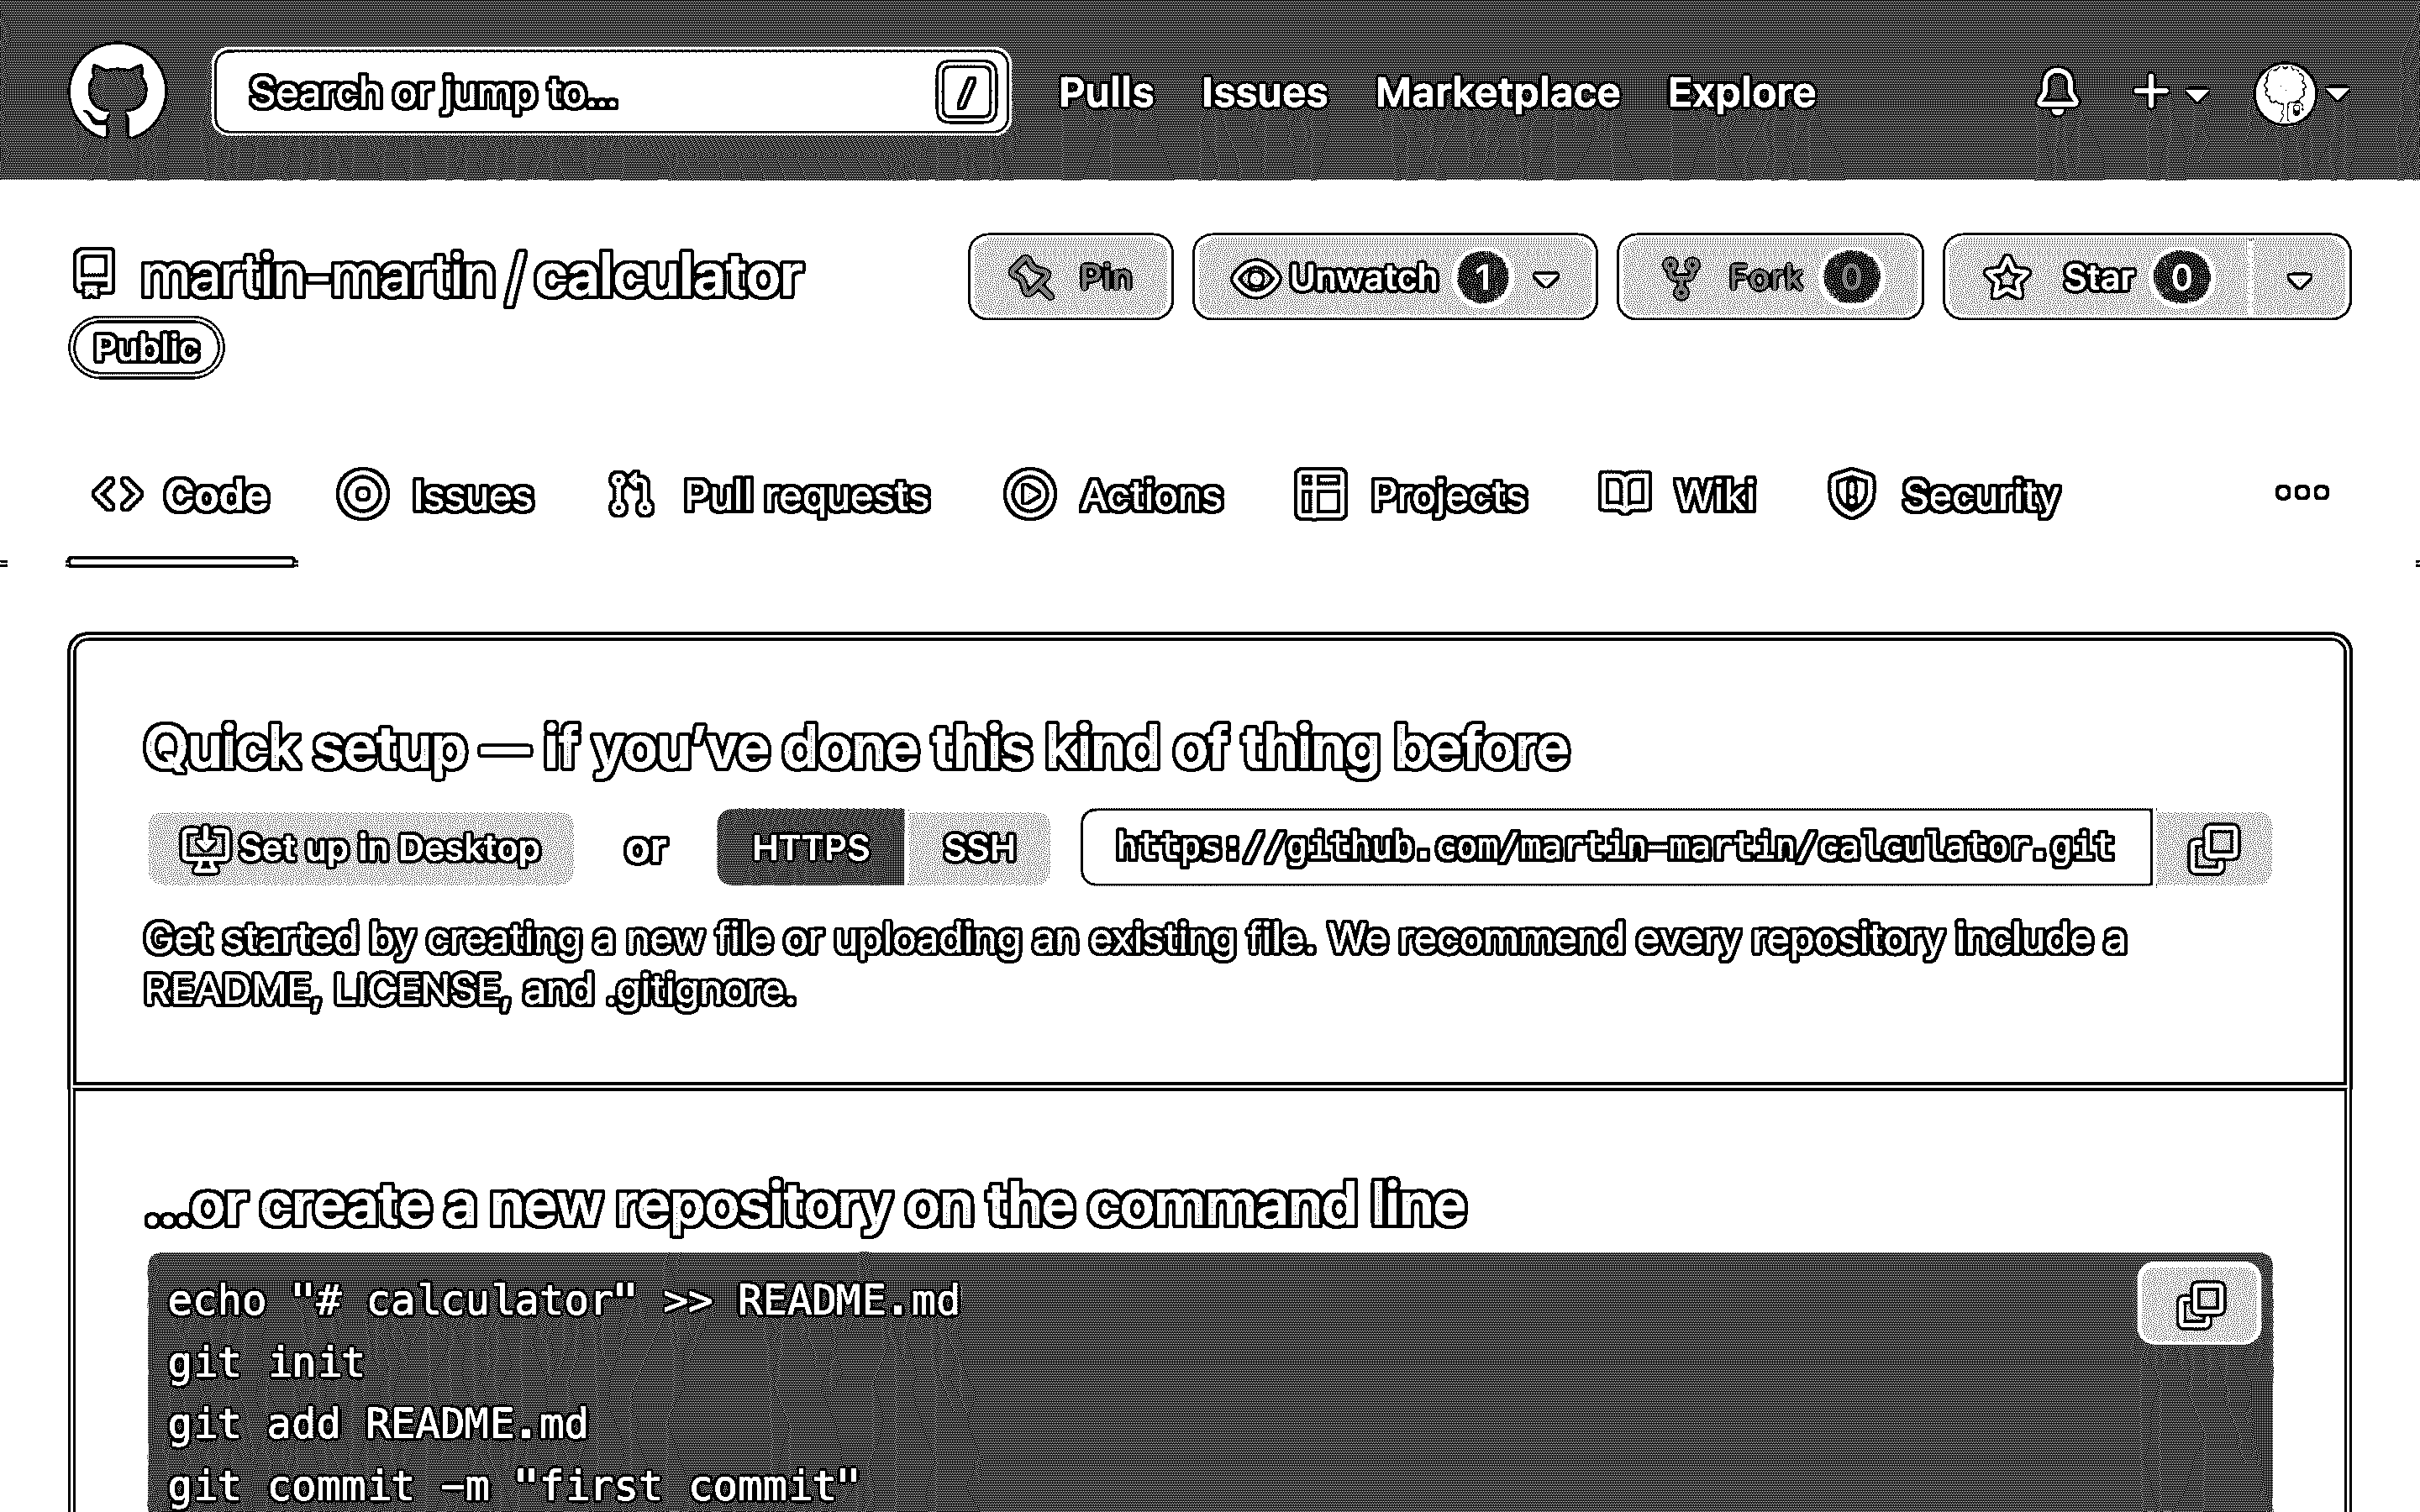 Search or jump to... /
Pulls Issues Marketplace Explore
martin-martin / calculator
Public
Pin
Unwatch 1
Fork 0
Star 0
Code Issues Pull requests Actions Projects Wiki Security ...
Quick setup — if you've done this kind of thing before
Set up in Desktop or HTTPS SSH https://github.com/martin-martin/calculator.git
Get started by creating a new file or uploading an existing file. We recommend every repository include a
README, LICENSE, and .gitignore.
...or create a new repository on the command line
echo "# calculator" >> README.md
git init
git add README.md
git commit -m "first commit"